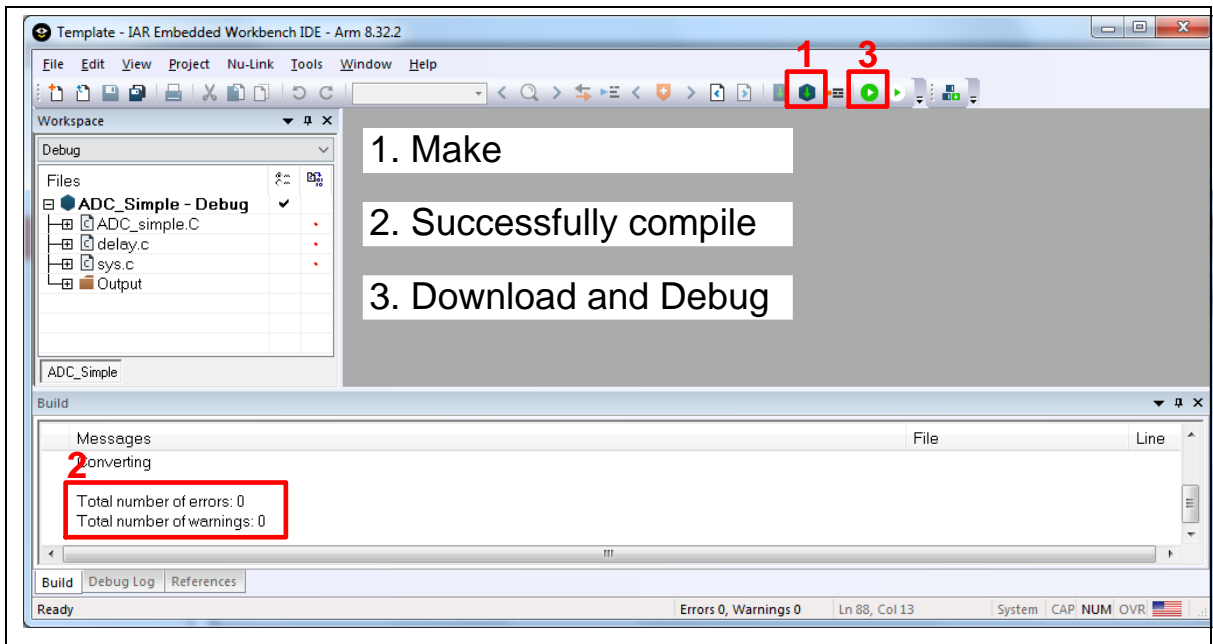 Template - IAR Embedded Workbench IDE - Arm 8.32.2
File Edit View Project Nu-Link Tools Window Help
1 3
Workspace
Debug
Files
ADC_Simple - Debug
ADC_simple.C
delay.c
sys.c
Output
ADC_Simple
1. Make
2. Successfully compile
3. Download and Debug
Build
Messages File Line
2
Converting
Total number of errors: 0
Total number of warnings: 0
Build Debug Log References
Ready Errors 0, Warnings 0 Ln 88, Col 13 System CAP NUM OVR